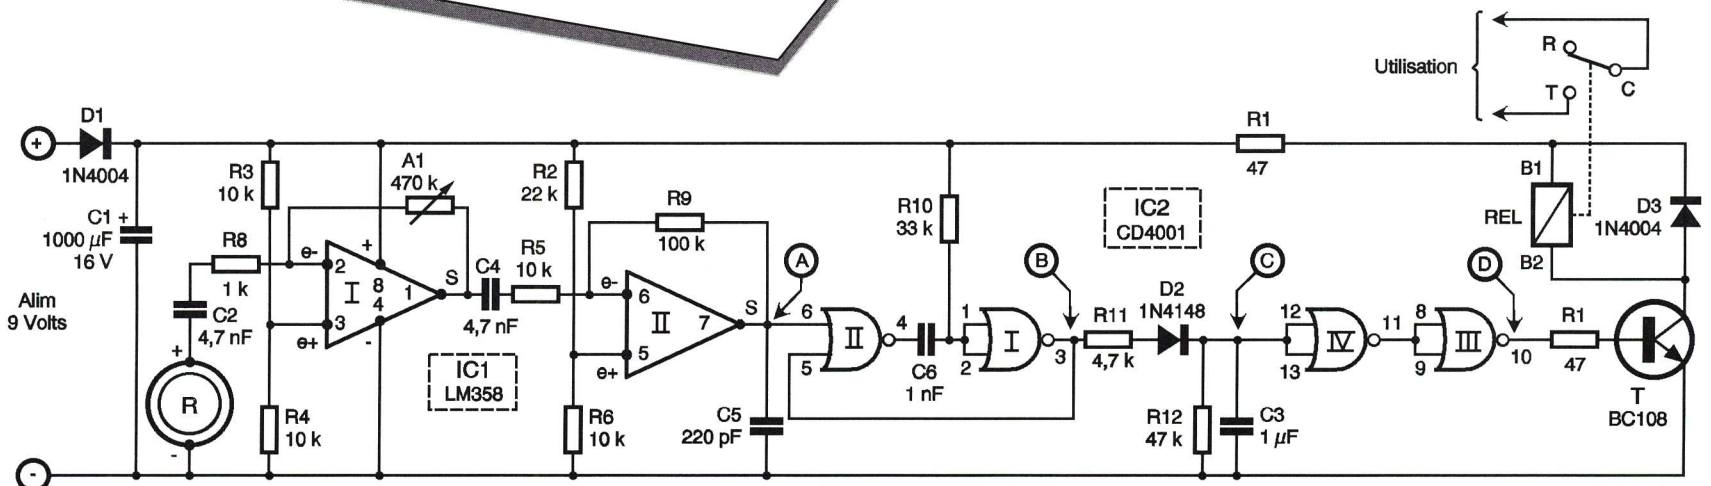 Utilisation
R
T
C
+
D1
1N4004
C1 +
1000 µF
16 V
Alim
9 Volts
-
R8
1 k
C2
4,7 nF
+
R
-
R3
10 k
R4
10 k
A1
470 k
e-
2
+
I
8
4
1
S
3
e+
-
IC1
LM358
C4
4,7 nF
R5
10 k
R2
22 k
R6
10 k
R9
100 k
e-
6
II
7
S
5
e+
A
C5
220 pF
6
5
II
4
C6
1 nF
R10
33 k
1
2
I
3
B
R11
4,7 k
D2
1N4148
C
IC2
CD4001
R12
47 k
C3
1 µF
12
13
IV
11
8
9
III
10
D
R1
47
R1
47
T
BC108
B1
REL
B2
D3
1N4004